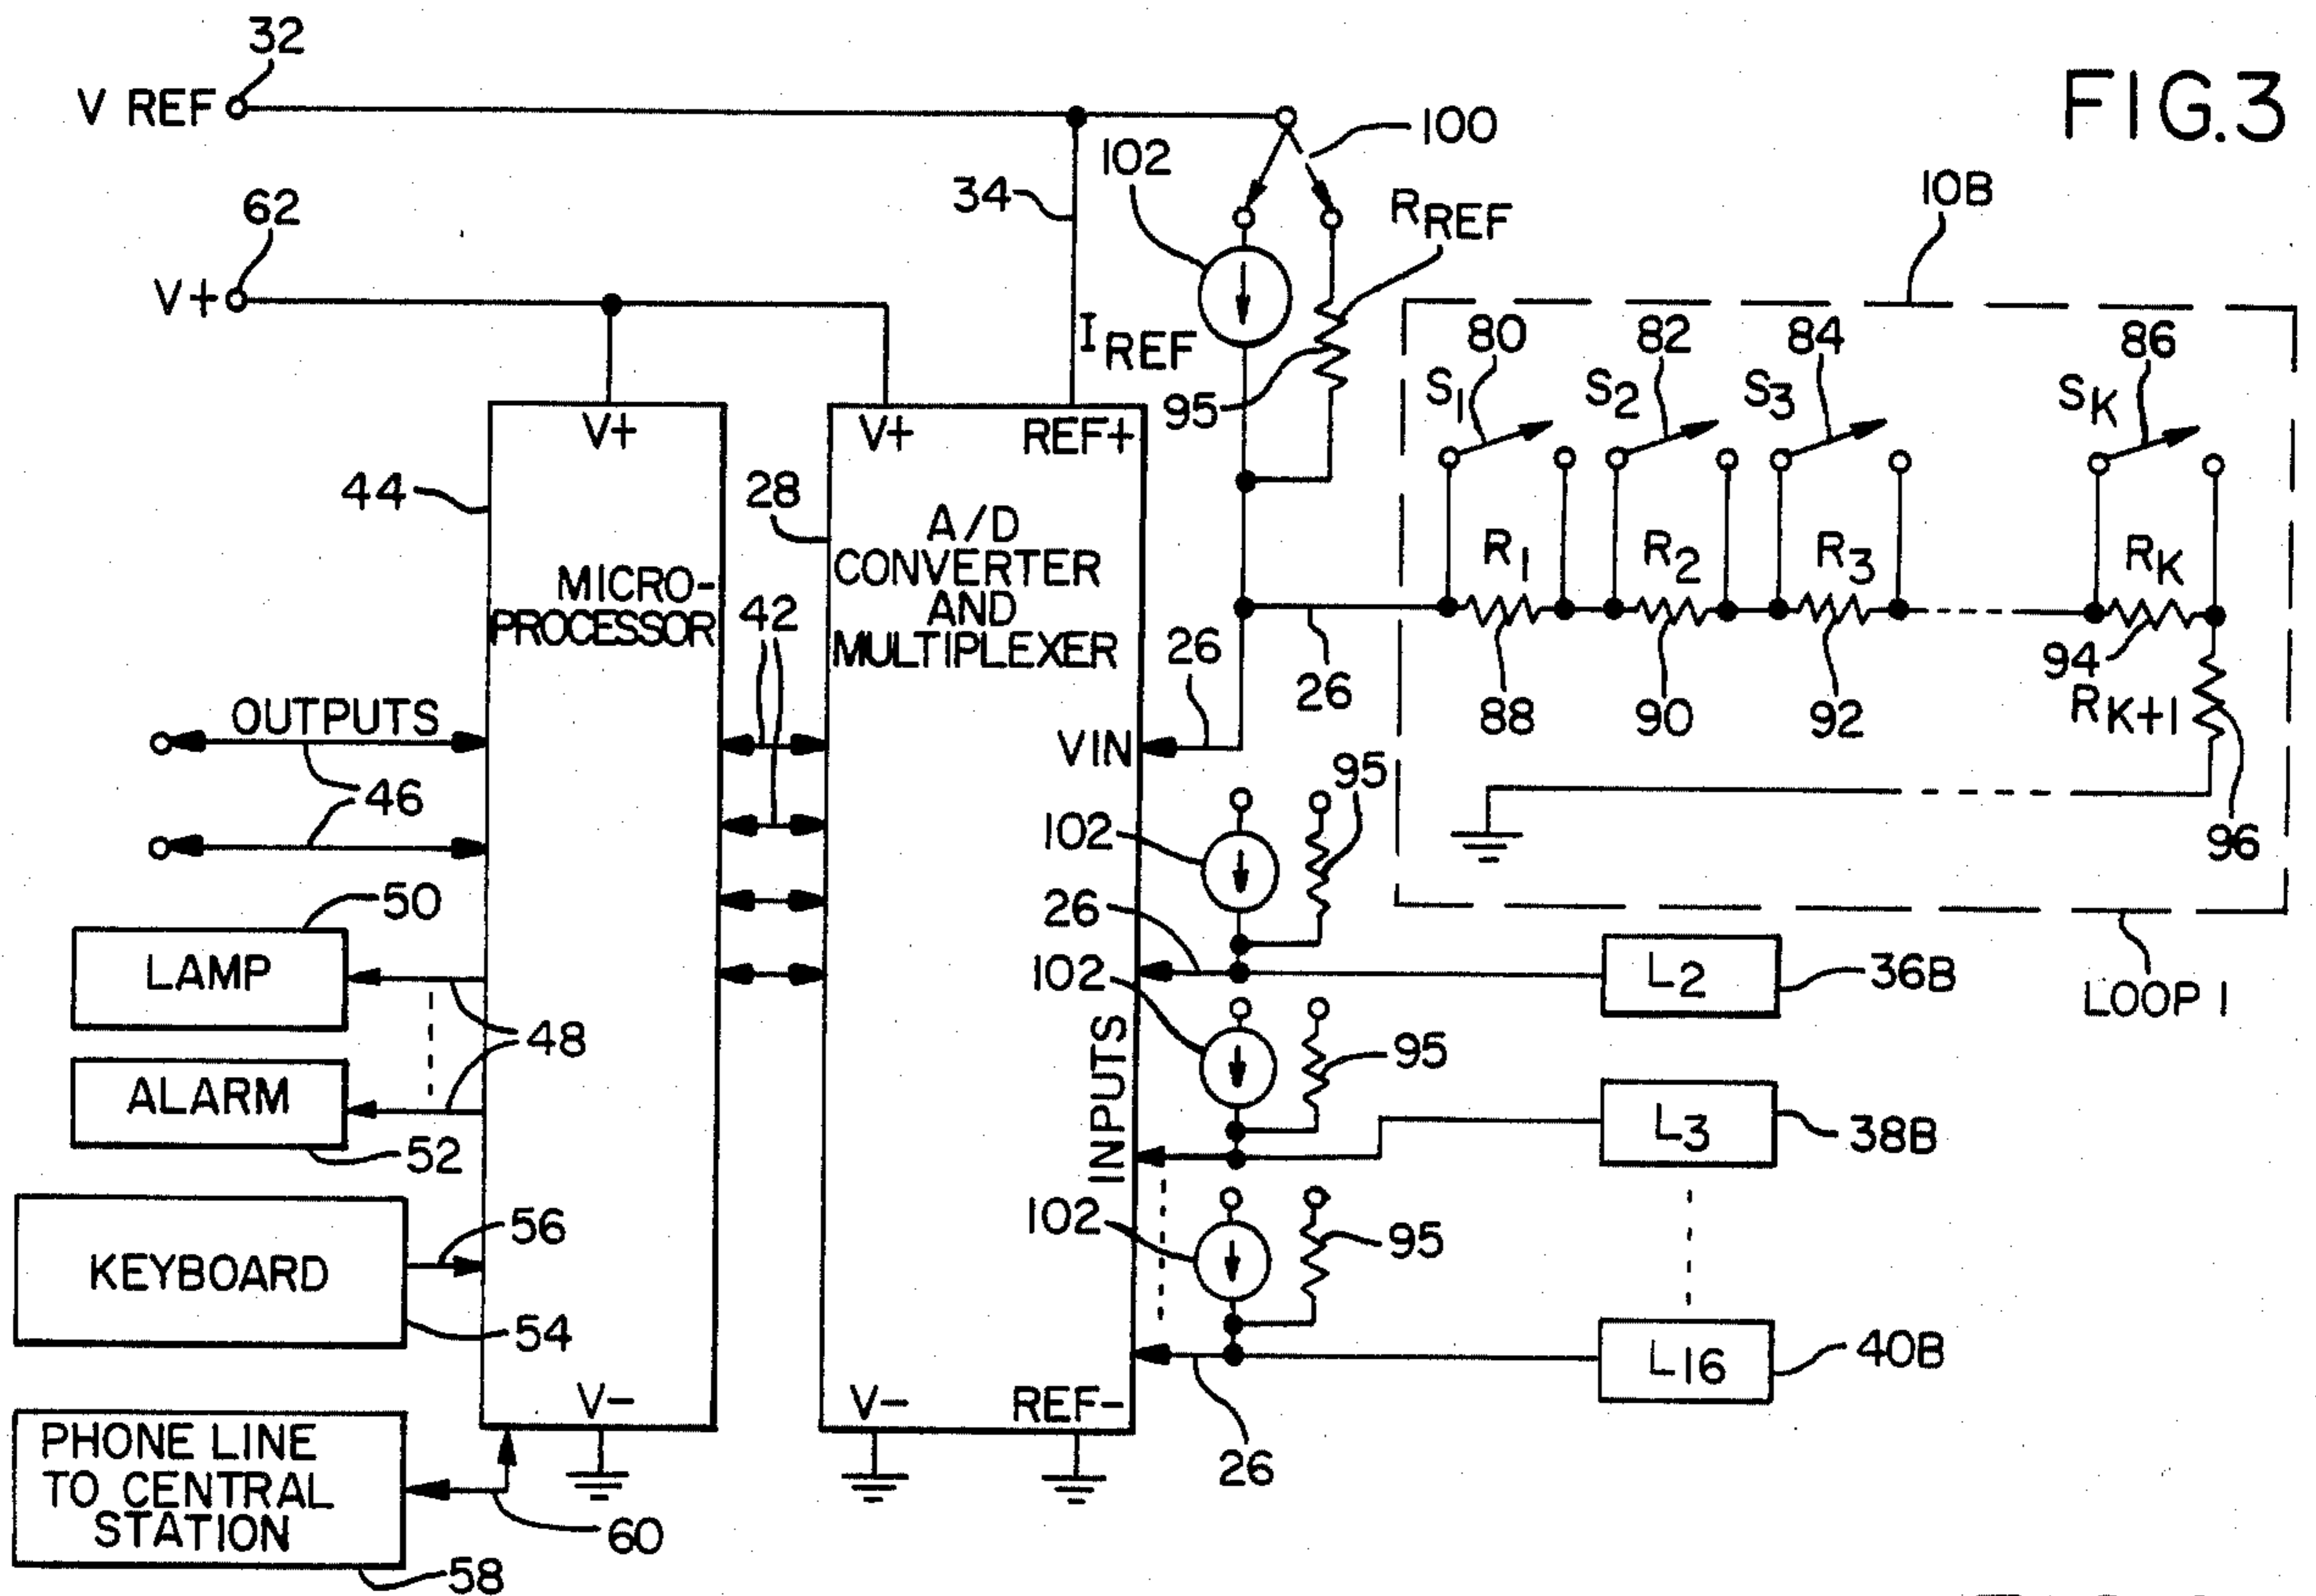 FIG.3
32
V REF
100
102
34
10B
62
R REF
V+
I REF
80
82
84
86
S1
S2
S3
SK
95
V+
V+
REF+
44
28
A/D
CONVERTER
AND
MULTIPLEXER
MICRO-
PROCESSOR
42
R1
R2
R3
RK
26
26
88
90
92
94
RK+1
OUTPUTS
VIN
46
95
102
96
50
26
LAMP
102
L2
36B
LOOP 1
48
INPUTS
95
ALARM
L3
38B
52
56
102
95
KEYBOARD
54
L16
40B
V-
V-
REF-
26
PHONE LINE
TO CENTRAL
STATION
60
58